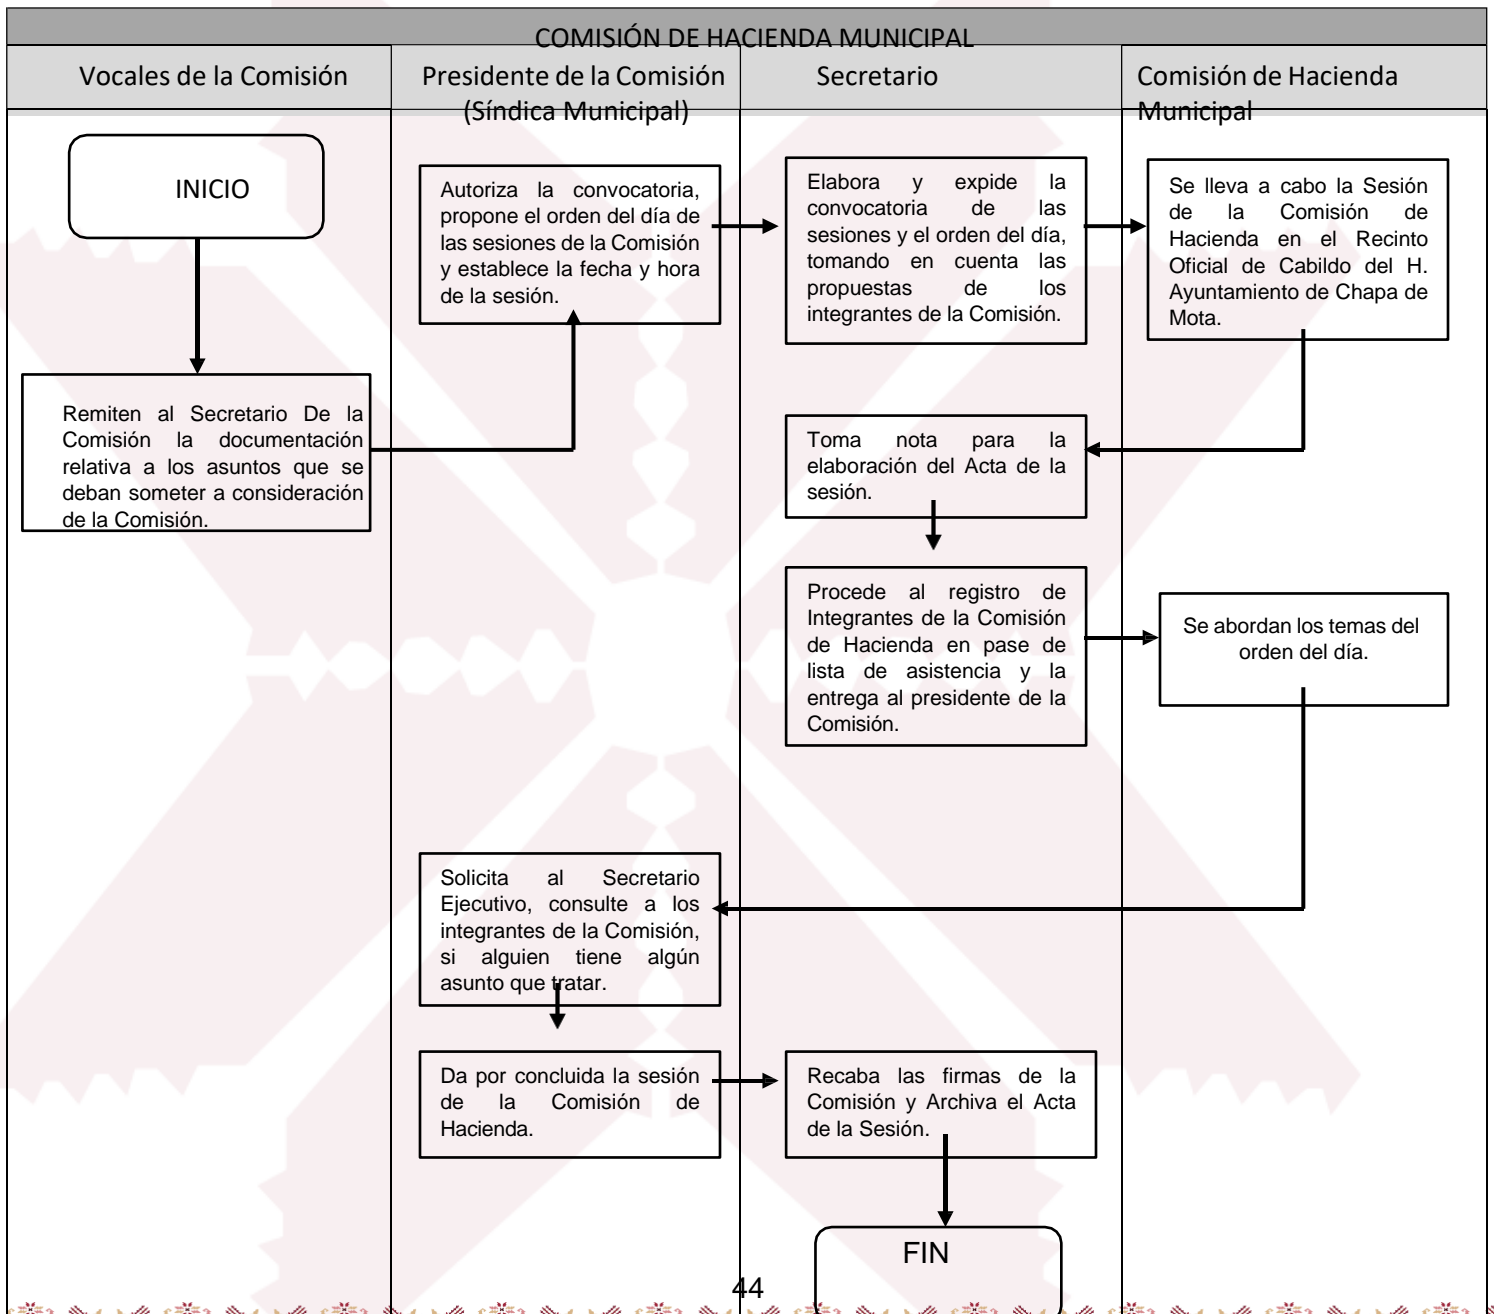 COMISIÓN DE HACIENDA MUNICIPAL
Vocales de la Comisión
Presidente de la Comisión
(Síndica Municipal)
Secretario
Comisión de Hacienda
Municipal
INICIO
Remiten al Secretario De la
Comisión la documentación
relativa a los asuntos que se
deban someter a consideración
de la Comisión.
Autoriza la convocatoria,
propone el orden del día de
las sesiones de la Comisión
y establece la fecha y hora
de la sesión.
Elabora y expide la
convocatoria de las
sesiones y el orden del día,
tomando en cuenta las
propuestas de los
integrantes de la Comisión.
Se lleva a cabo la Sesión
de la Comisión de
Hacienda en el Recinto
Oficial de Cabildo del H.
Ayuntamiento de Chapa de
Mota.
Toma nota para la
elaboración del Acta de la
sesión.
Procede al registro de
Integrantes de la Comisión
de Hacienda en pase de
lista de asistencia y la
entrega al presidente de la
Comisión.
Se abordan los temas del
orden del día.
Solicita al Secretario
Ejecutivo, consulte a los
integrantes de la Comisión,
si alguien tiene algún
asunto que tratar.
Da por concluida la sesión
de la Comisión de
Hacienda.
Recaba las firmas de la
Comisión y Archiva el Acta
de la Sesión.
FIN
44